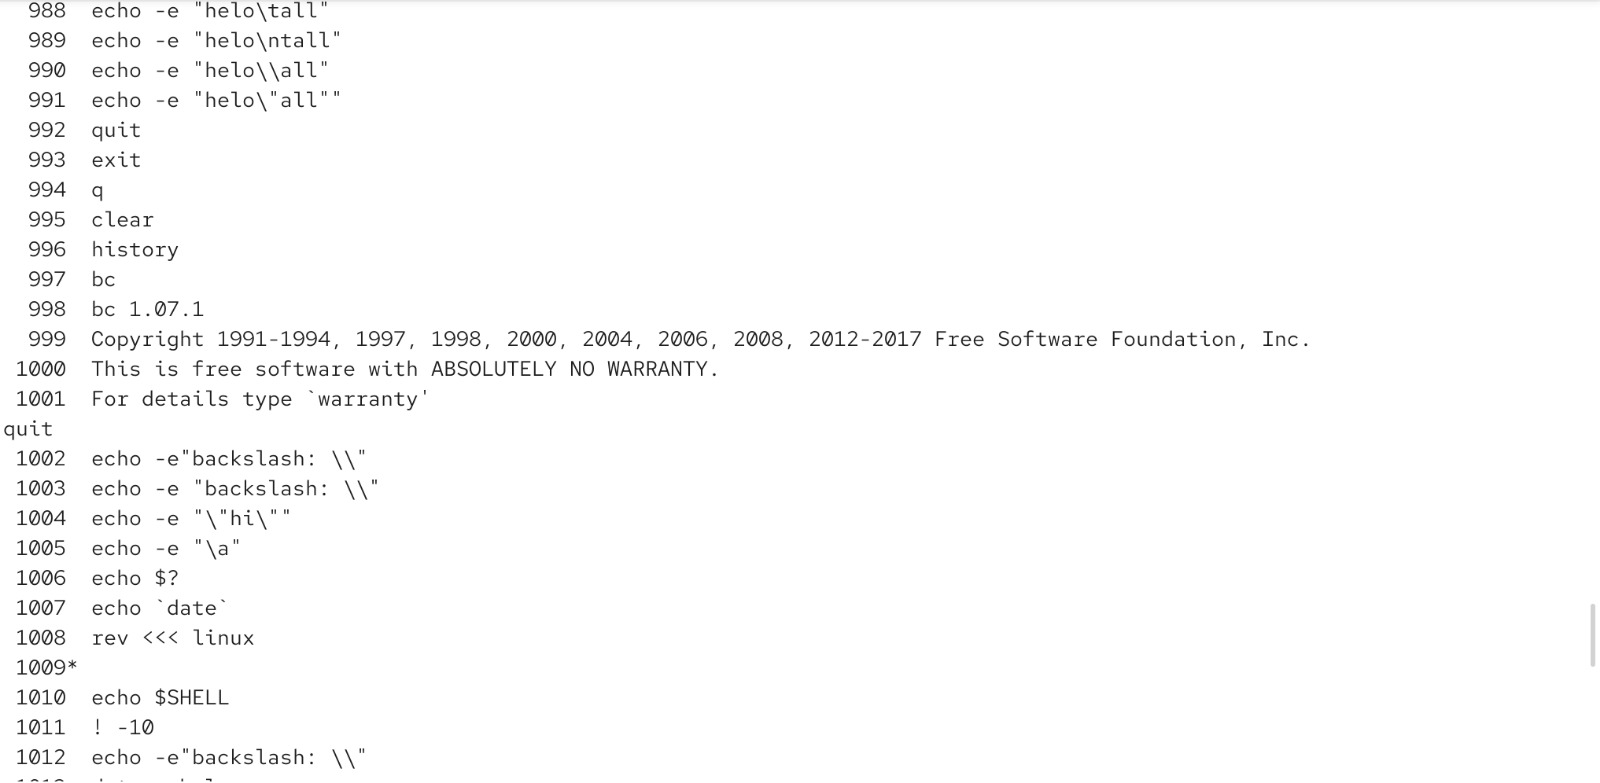 988  echo -e "helo\tall"
989  echo -e "helo\ntall"
990  echo -e "helo\\all"
991  echo -e "helo\"all""
992  quit
993  exit
994  q
995  clear
996  history
997  bc
998  bc 1.07.1
999  Copyright 1991-1994, 1997, 1998, 2000, 2004, 2006, 2008, 2012-2017 Free Software Foundation, Inc.
1000  This is free software with ABSOLUTELY NO WARRANTY.
1001  For details type `warranty'
quit
1002  echo -e"backslash: \\"
1003  echo -e "backslash: \\"
1004  echo -e "\"hi\""
1005  echo -e "\a"
1006  echo $?
1007  echo `date`
1008  rev <<< linux
1009*
1010  echo $SHELL
1011  ! -10
1012  echo -e"backslash: \\"